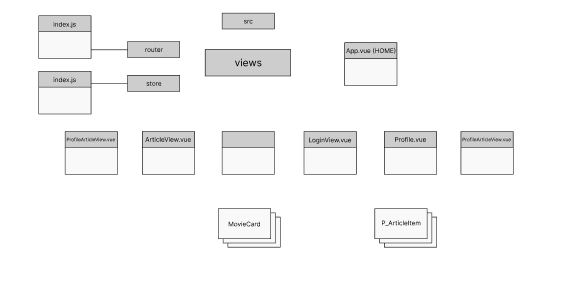 index.js
src
router
App.vue (HOME)
views
index.js
store
ProfileArticleView.vue
ArticleView.vue
LoginView.vue
Profile.vue
ProfileArticleView.vue
MovieCard
P_ArticleItem